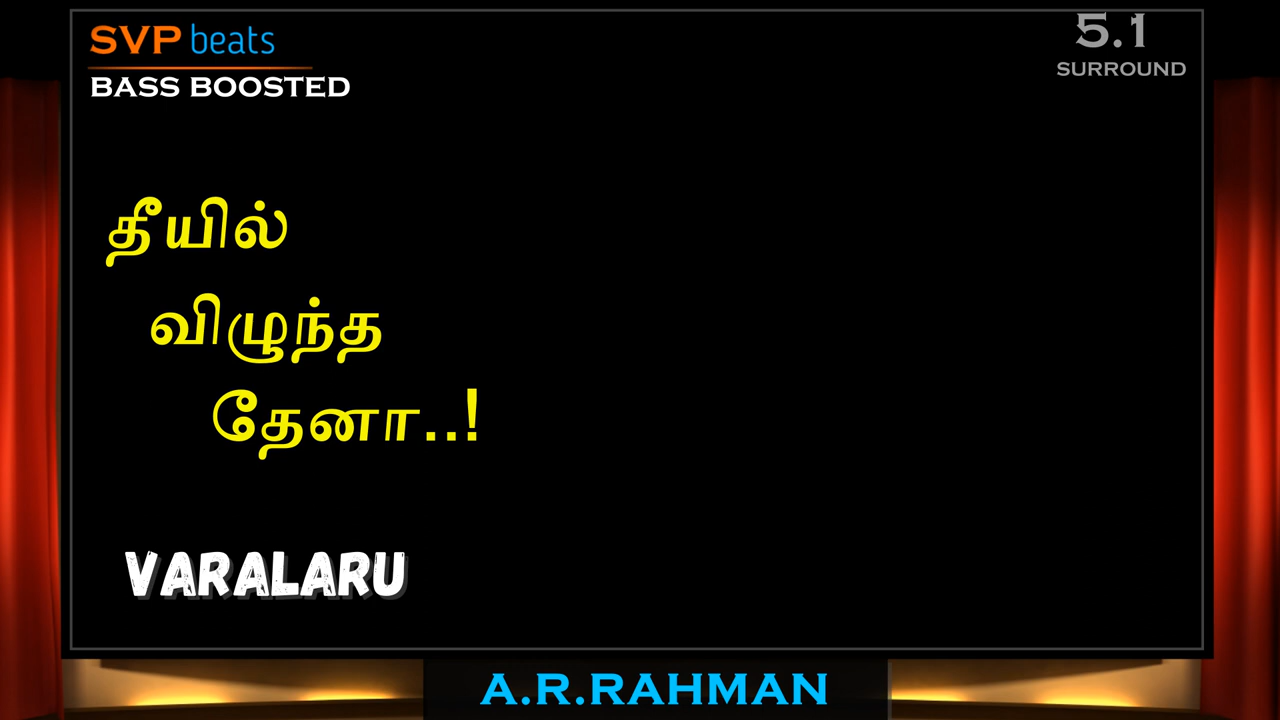 SVP beats
BASS BOOSTED
5.1
SURROUND
தீயில்
விழுந்த
தேனா..!
VARALARU
A.R.RAHMAN